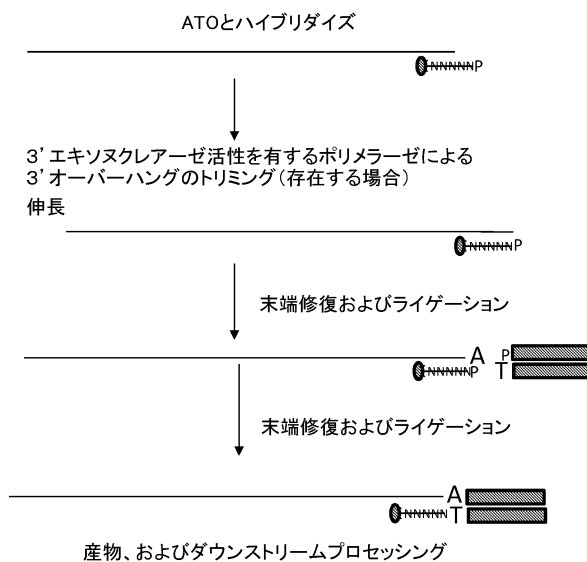 ATOとハイブリダイズ
NNNNNNP
3’エキソヌクレアーゼ活性を有するポリメラーゼによる
3’オーバーハングのトリミング(存在する場合)
伸長
NNNNNNP
末端修復およびライゲーション
A P
NNNNNNP T
末端修復およびライゲーション
A
NNNNNN T
産物、およびダウンストリームプロセッシング